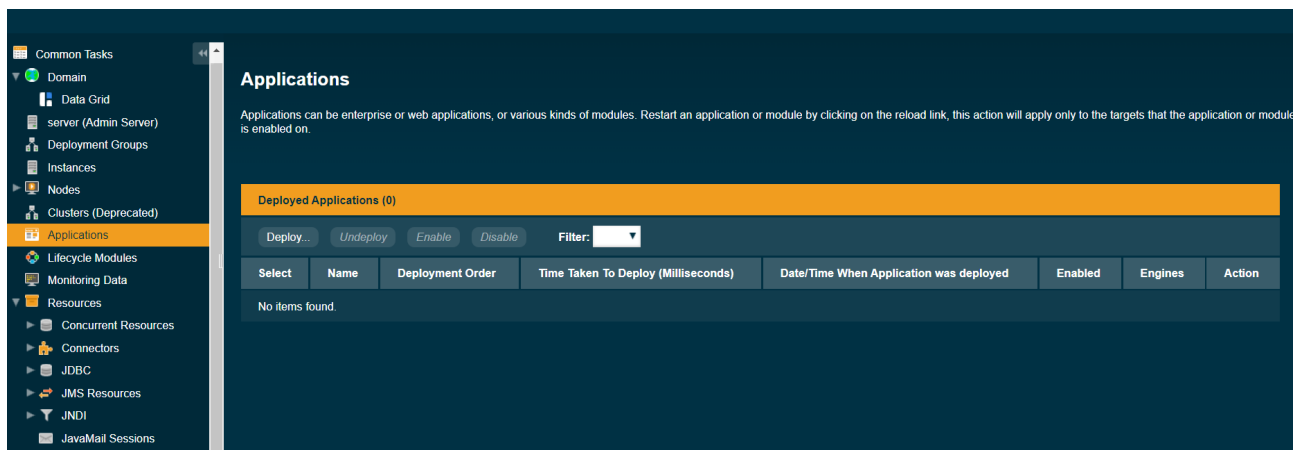 Common Tasks
Domain
Data Grid
server (Admin Server)
Deployment Groups
Instances
Nodes
Clusters (Deprecated)
Applications
Lifecycle Modules
Monitoring Data
Resources
Concurrent Resources
Connectors
JDBC
JMS Resources
JNDI
JavaMail Sessions
Applications
Applications can be enterprise or web applications, or various kinds of modules. Restart an application or module by clicking on the reload link, this action will apply only to the targets that the application or module
is enabled on.
Deployed Applications (0)
Deploy... Undeploy Enable Disable Filter:
Select Name Deployment Order Time Taken To Deploy (Milliseconds) Date/Time When Application was deployed Enabled Engines Action
No items found.